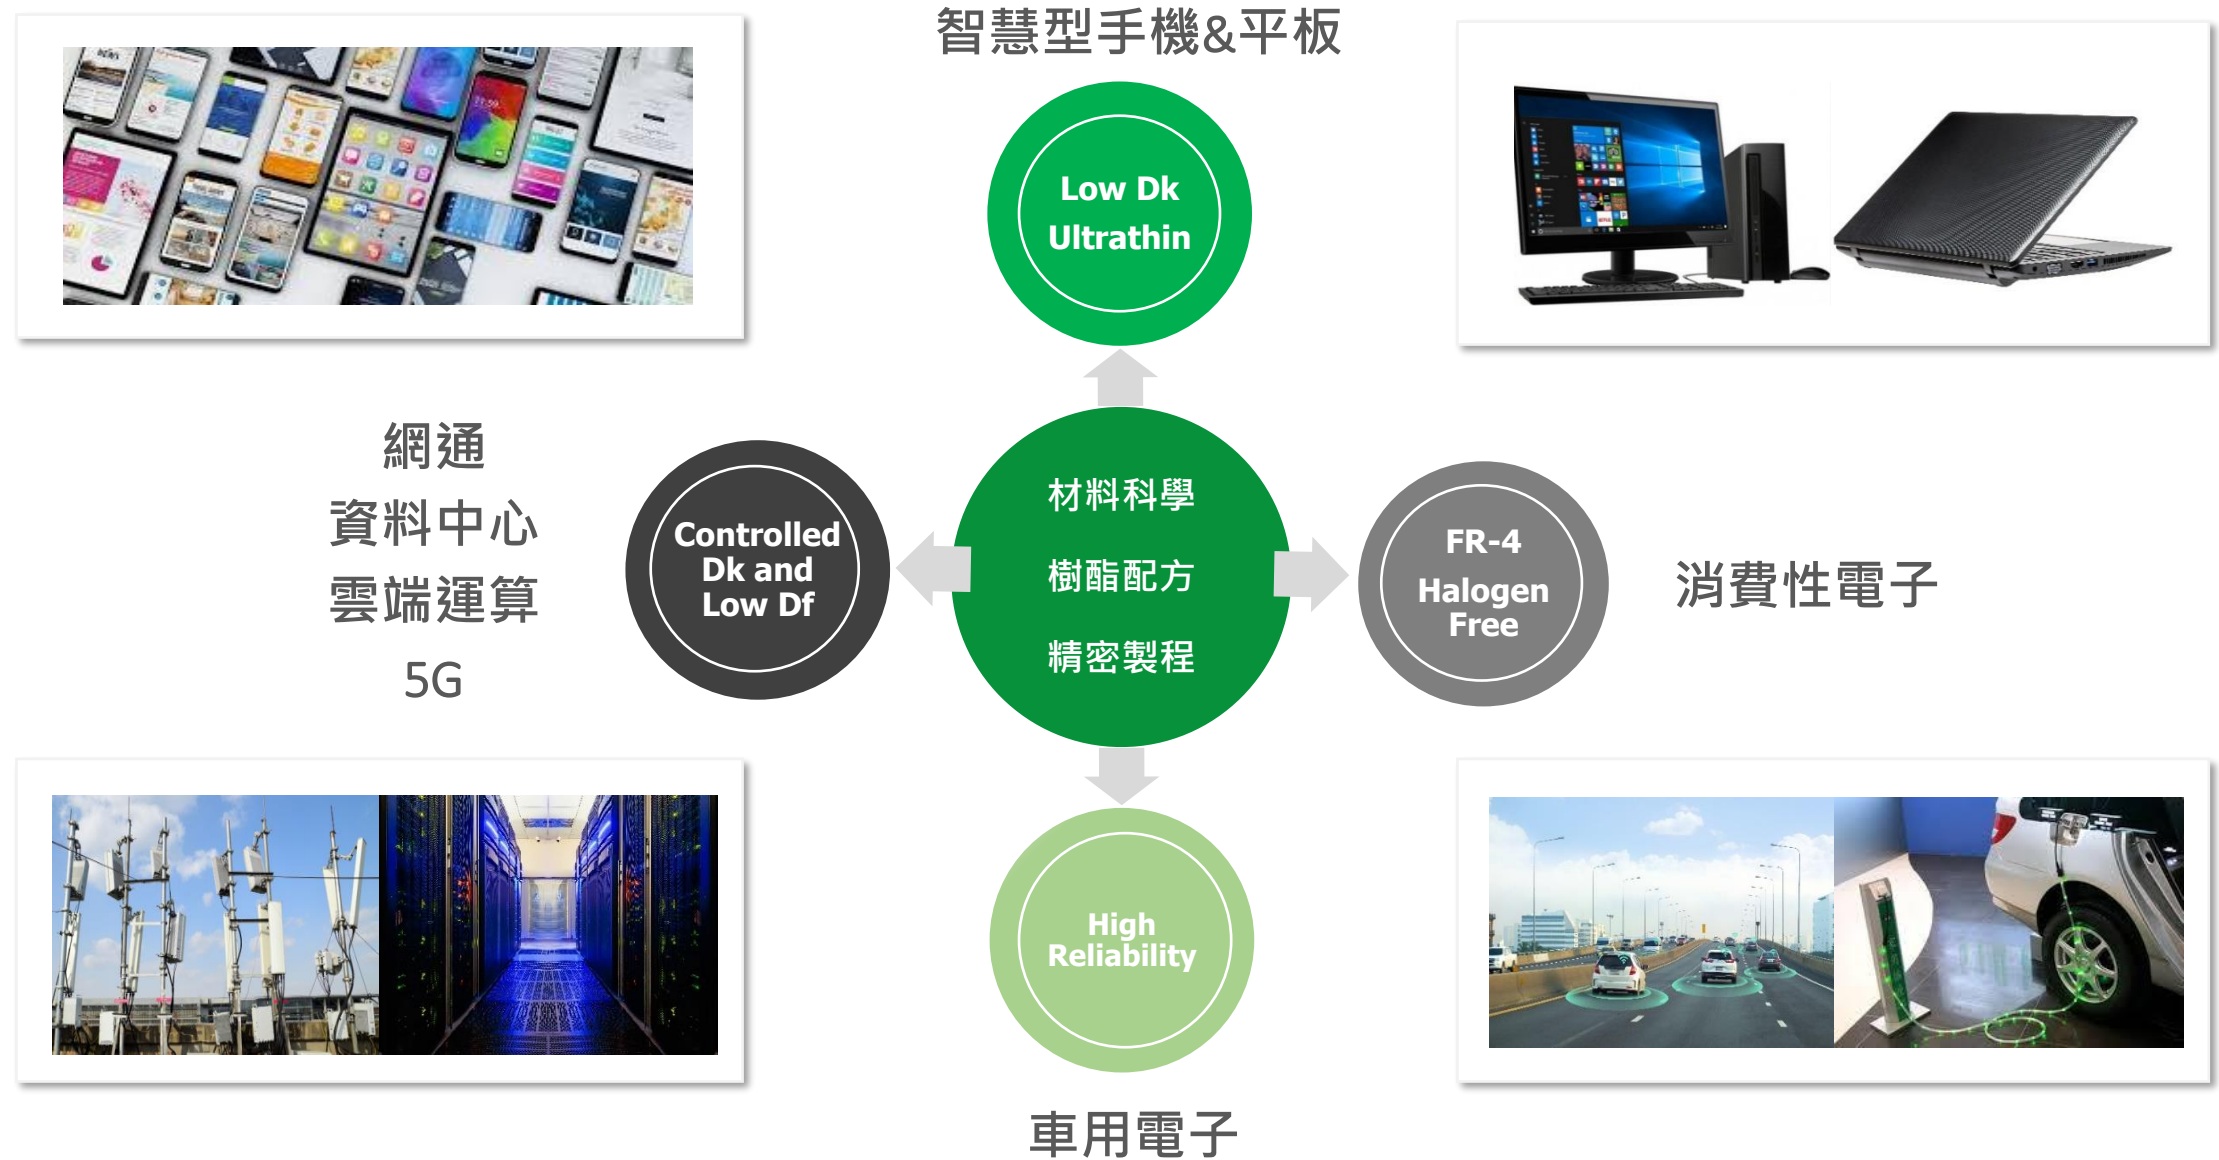 智慧型手機&平板
Low Dk
Ultrathin
網通
資料中心
雲端運算
5G
Controlled
Dk and
Low Df
材料科學
樹酯配方
精密製程
FR-4
Halogen
Free
消費性電子
High
Reliability
車用電子